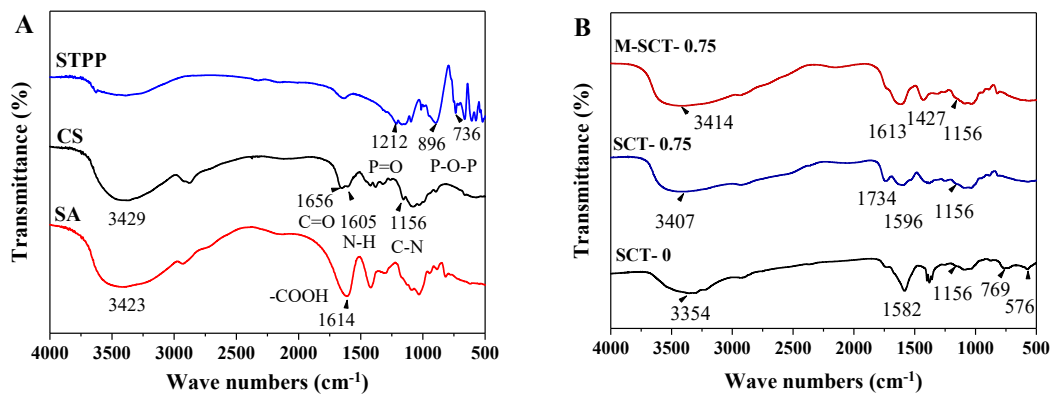 A
STPP
1212
896
736
CS
P=O
P-O-P
3429
1656
1605
1156
C=O
N-H
C-N
SA
3423
-COOH
1614
4000 3000 2500 2000 1500 1000 500
Wave numbers (cm-1)
Transmittance (%)
B
M-SCT- 0.75
3414
1613
1427
1156
SCT- 0.75
3407
1734
1596
1156
SCT- 0
3354
1582
1156
769
576
4000 3500 3000 2500 2000 1500 1000 500
Wave numbers (cm-1)
Transmittance (%)